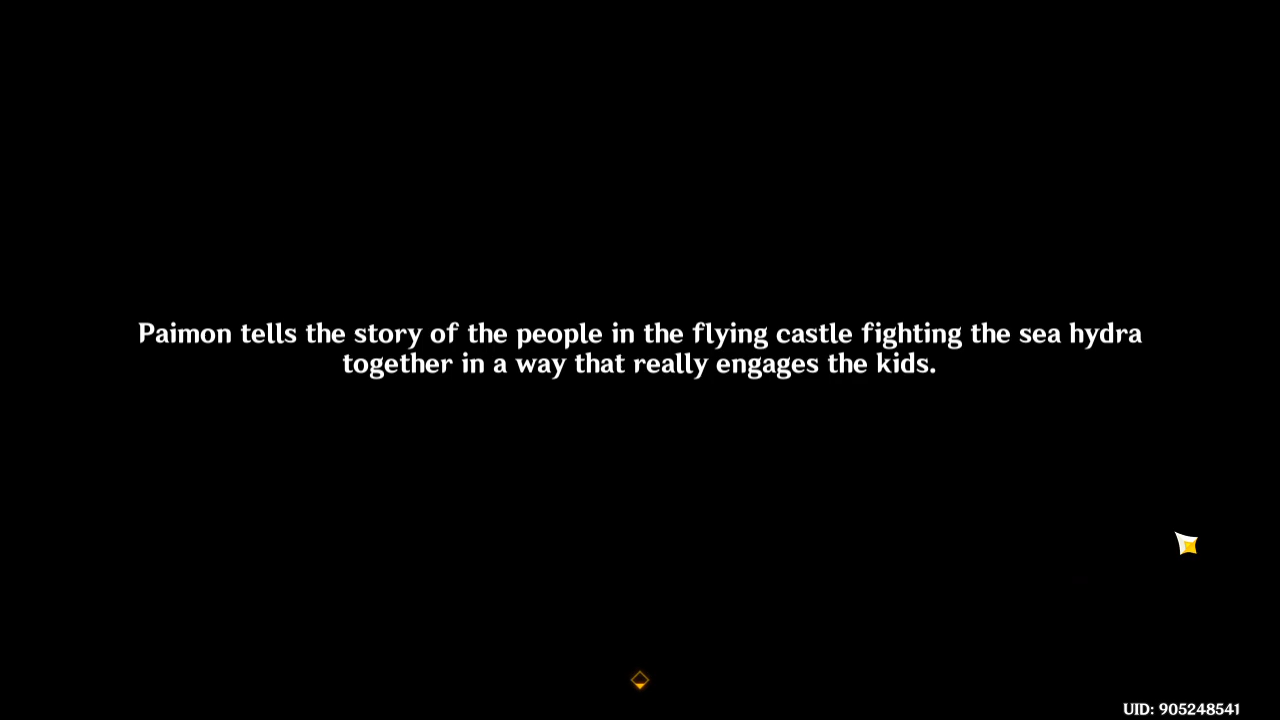 Paimon tells the story of the people in the flying castle fighting the sea hydra
together in a way that really engages the kids.
UID: 905248541